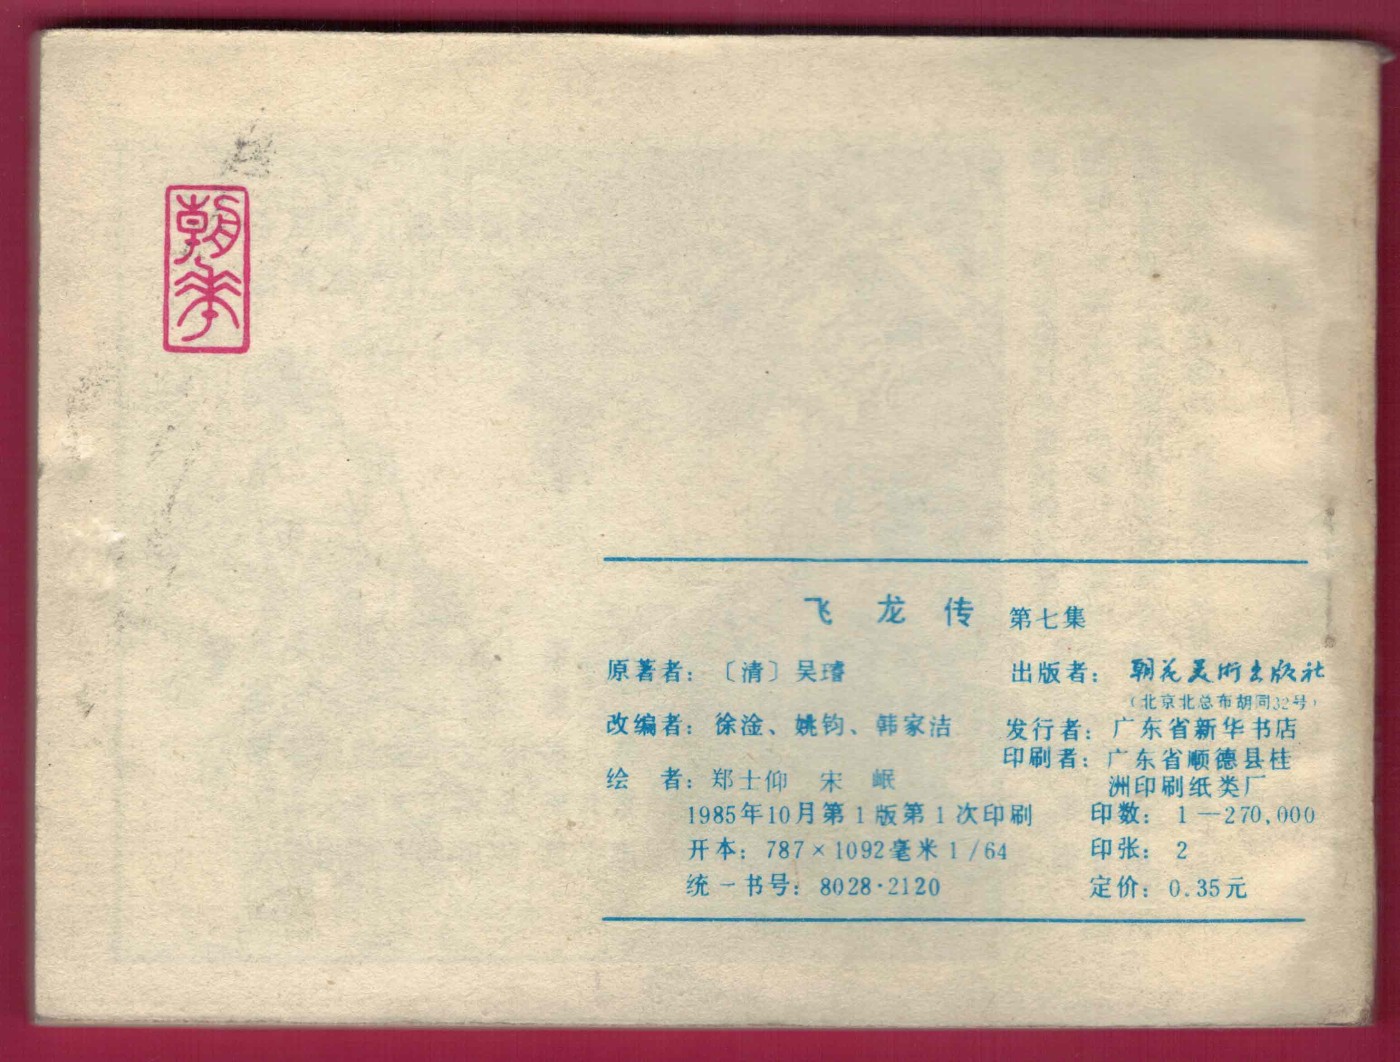 朝华
飞龙传 第七集
原著者：〔清〕吴璿
改编者：徐淦、姚钧、韩家洁
绘　者：郑士仰　宋　岷
出版者：朝花美术出版社
（北京北总布胡同32号）
发行者：广东省新华书店
印刷者：广东省顺德县桂
洲印刷纸类厂
1985年10月第1版第1次印刷　印数：1—270,000
开本：787×1092毫米1/64　印张：2
统一书号：8028·2120　定价：0.35元